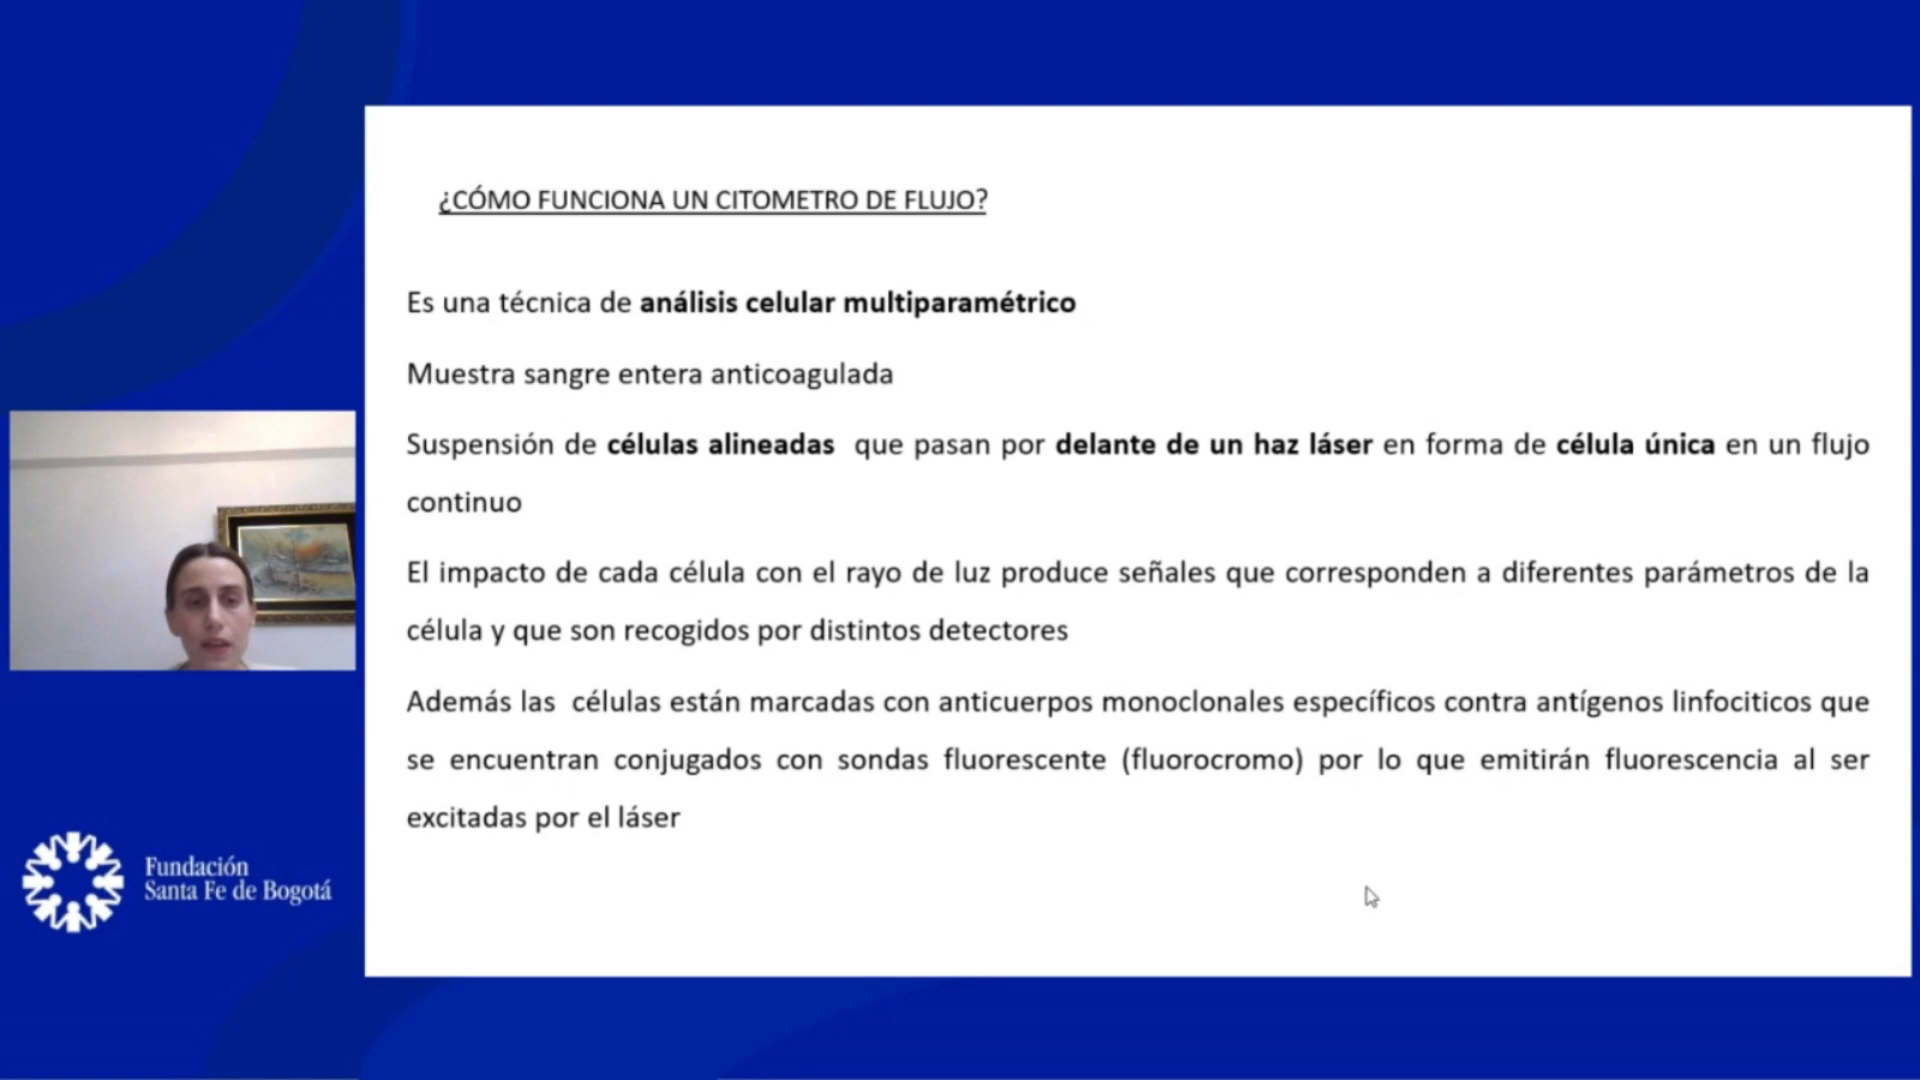 ¿CÓMO FUNCIONA UN CITOMETRO DE FLUJO?
Es una técnica de análisis celular multiparamétrico
Muestra sangre entera anticoagulada
Suspensión de células alineadas que pasan por delante de un haz láser en forma de célula única en un flujo
continuo
El impacto de cada célula con el rayo de luz produce señales que corresponden a diferentes parámetros de la
célula y que son recogidos por distintos detectores
Además las células están marcadas con anticuerpos monoclonales específicos contra antígenos linfociticos que
se encuentran conjugados con sondas fluorescente (fluorocromo) por lo que emitirán fluorescencia al ser
excitadas por el láser
Fundación
Santa Fe de Bogotá